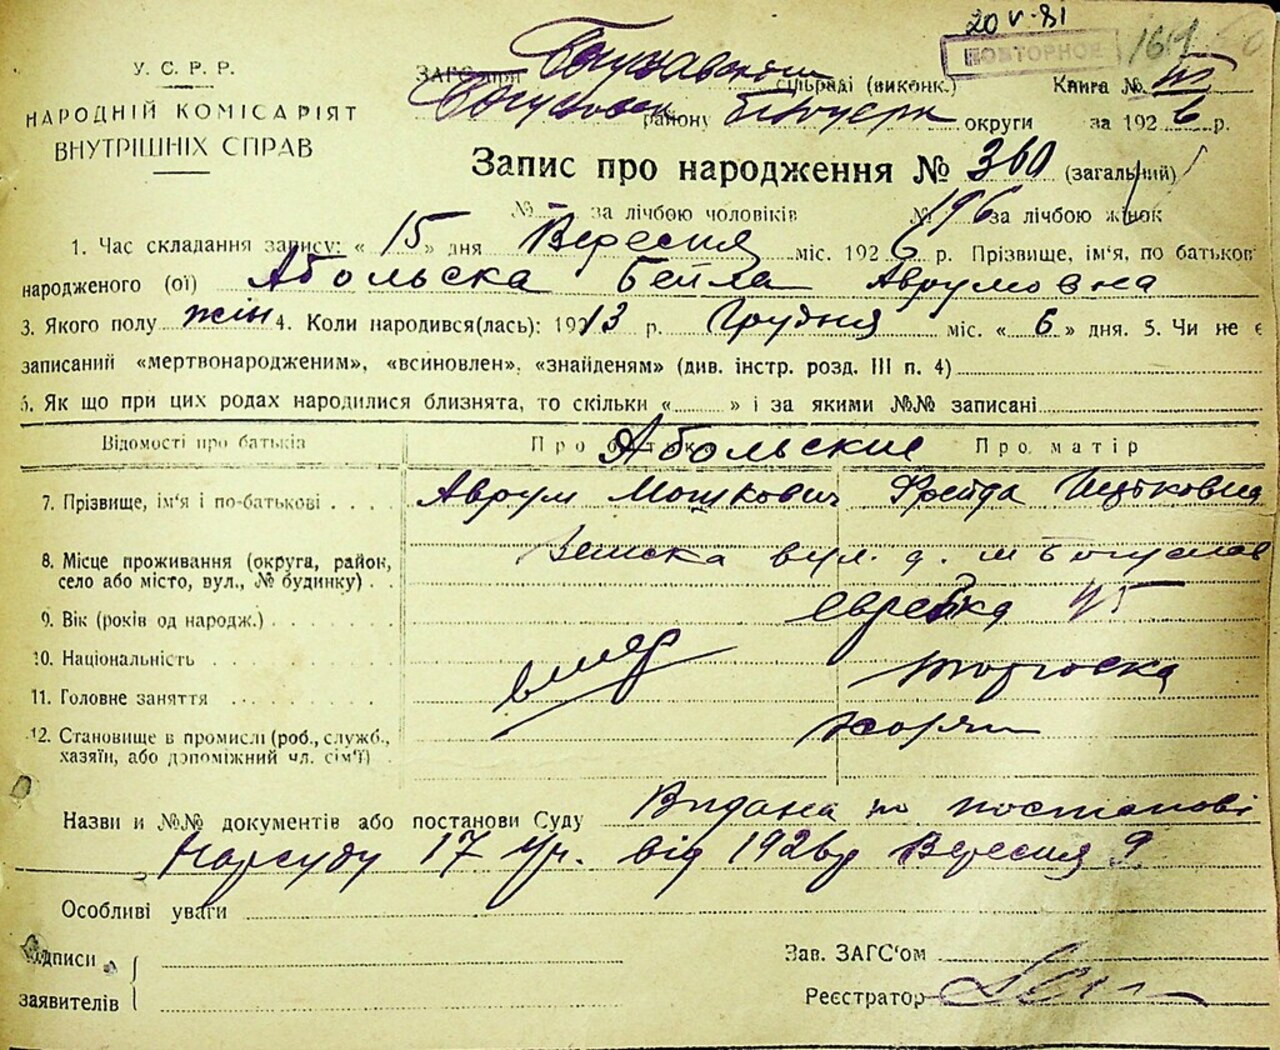 20 V-81
ПОВТОРНОЕ
У. С. Р. Р.
НАРОДНІЙ КОМІСАРІЯТ
ВНУТРІШНІХ СПРАВ
сільраді (виконк.) Книга № III
району Білоцерк округи за 1926 р.
Запис про народження № 360 (загальний)
№ - за лічбою чоловіків № 196 за лічбою жінок
1. Час складання запису: « 15 » дня Вересня міс. 1926 р. Прізвище, ім'я, по батькові
народженого (ої) Абольска Бейла Аврумовна
3. Якого полу жін 4. Коли народився(лась): 1913 р. Грудня міс. « 6 » дня. 5. Чи не є
записаний «мертвонародженим», «всиновлен», «знайденям» (див. інстр. розд. III п. 4)
6. Як що при цих родах народилися близнята, то скільки « » і за якими №№ записані
Відомості про батьків Про Абольские Про матір
7. Прізвище, ім'я і по-батькові Аврум Мошкович Фрейда Ицковна
8. Місце проживання (округа, район, вул. д. м Богуслав
село або місто, вул., № будинку)
9. Вік (років од народж.) еврейка 45
10. Національність вмер
11. Головне заняття торговка
12. Становище в промислі (роб., служб., хазяїн, або допоміжний чл. сім'ї)
Назви и №№ документів або постанови Суду Видана по постанові
Нарсуду 17 від 1926 р Вересня 9
Особливі уваги
Підписи
заявителів
Зав. ЗАГС'ом
Реєстратор